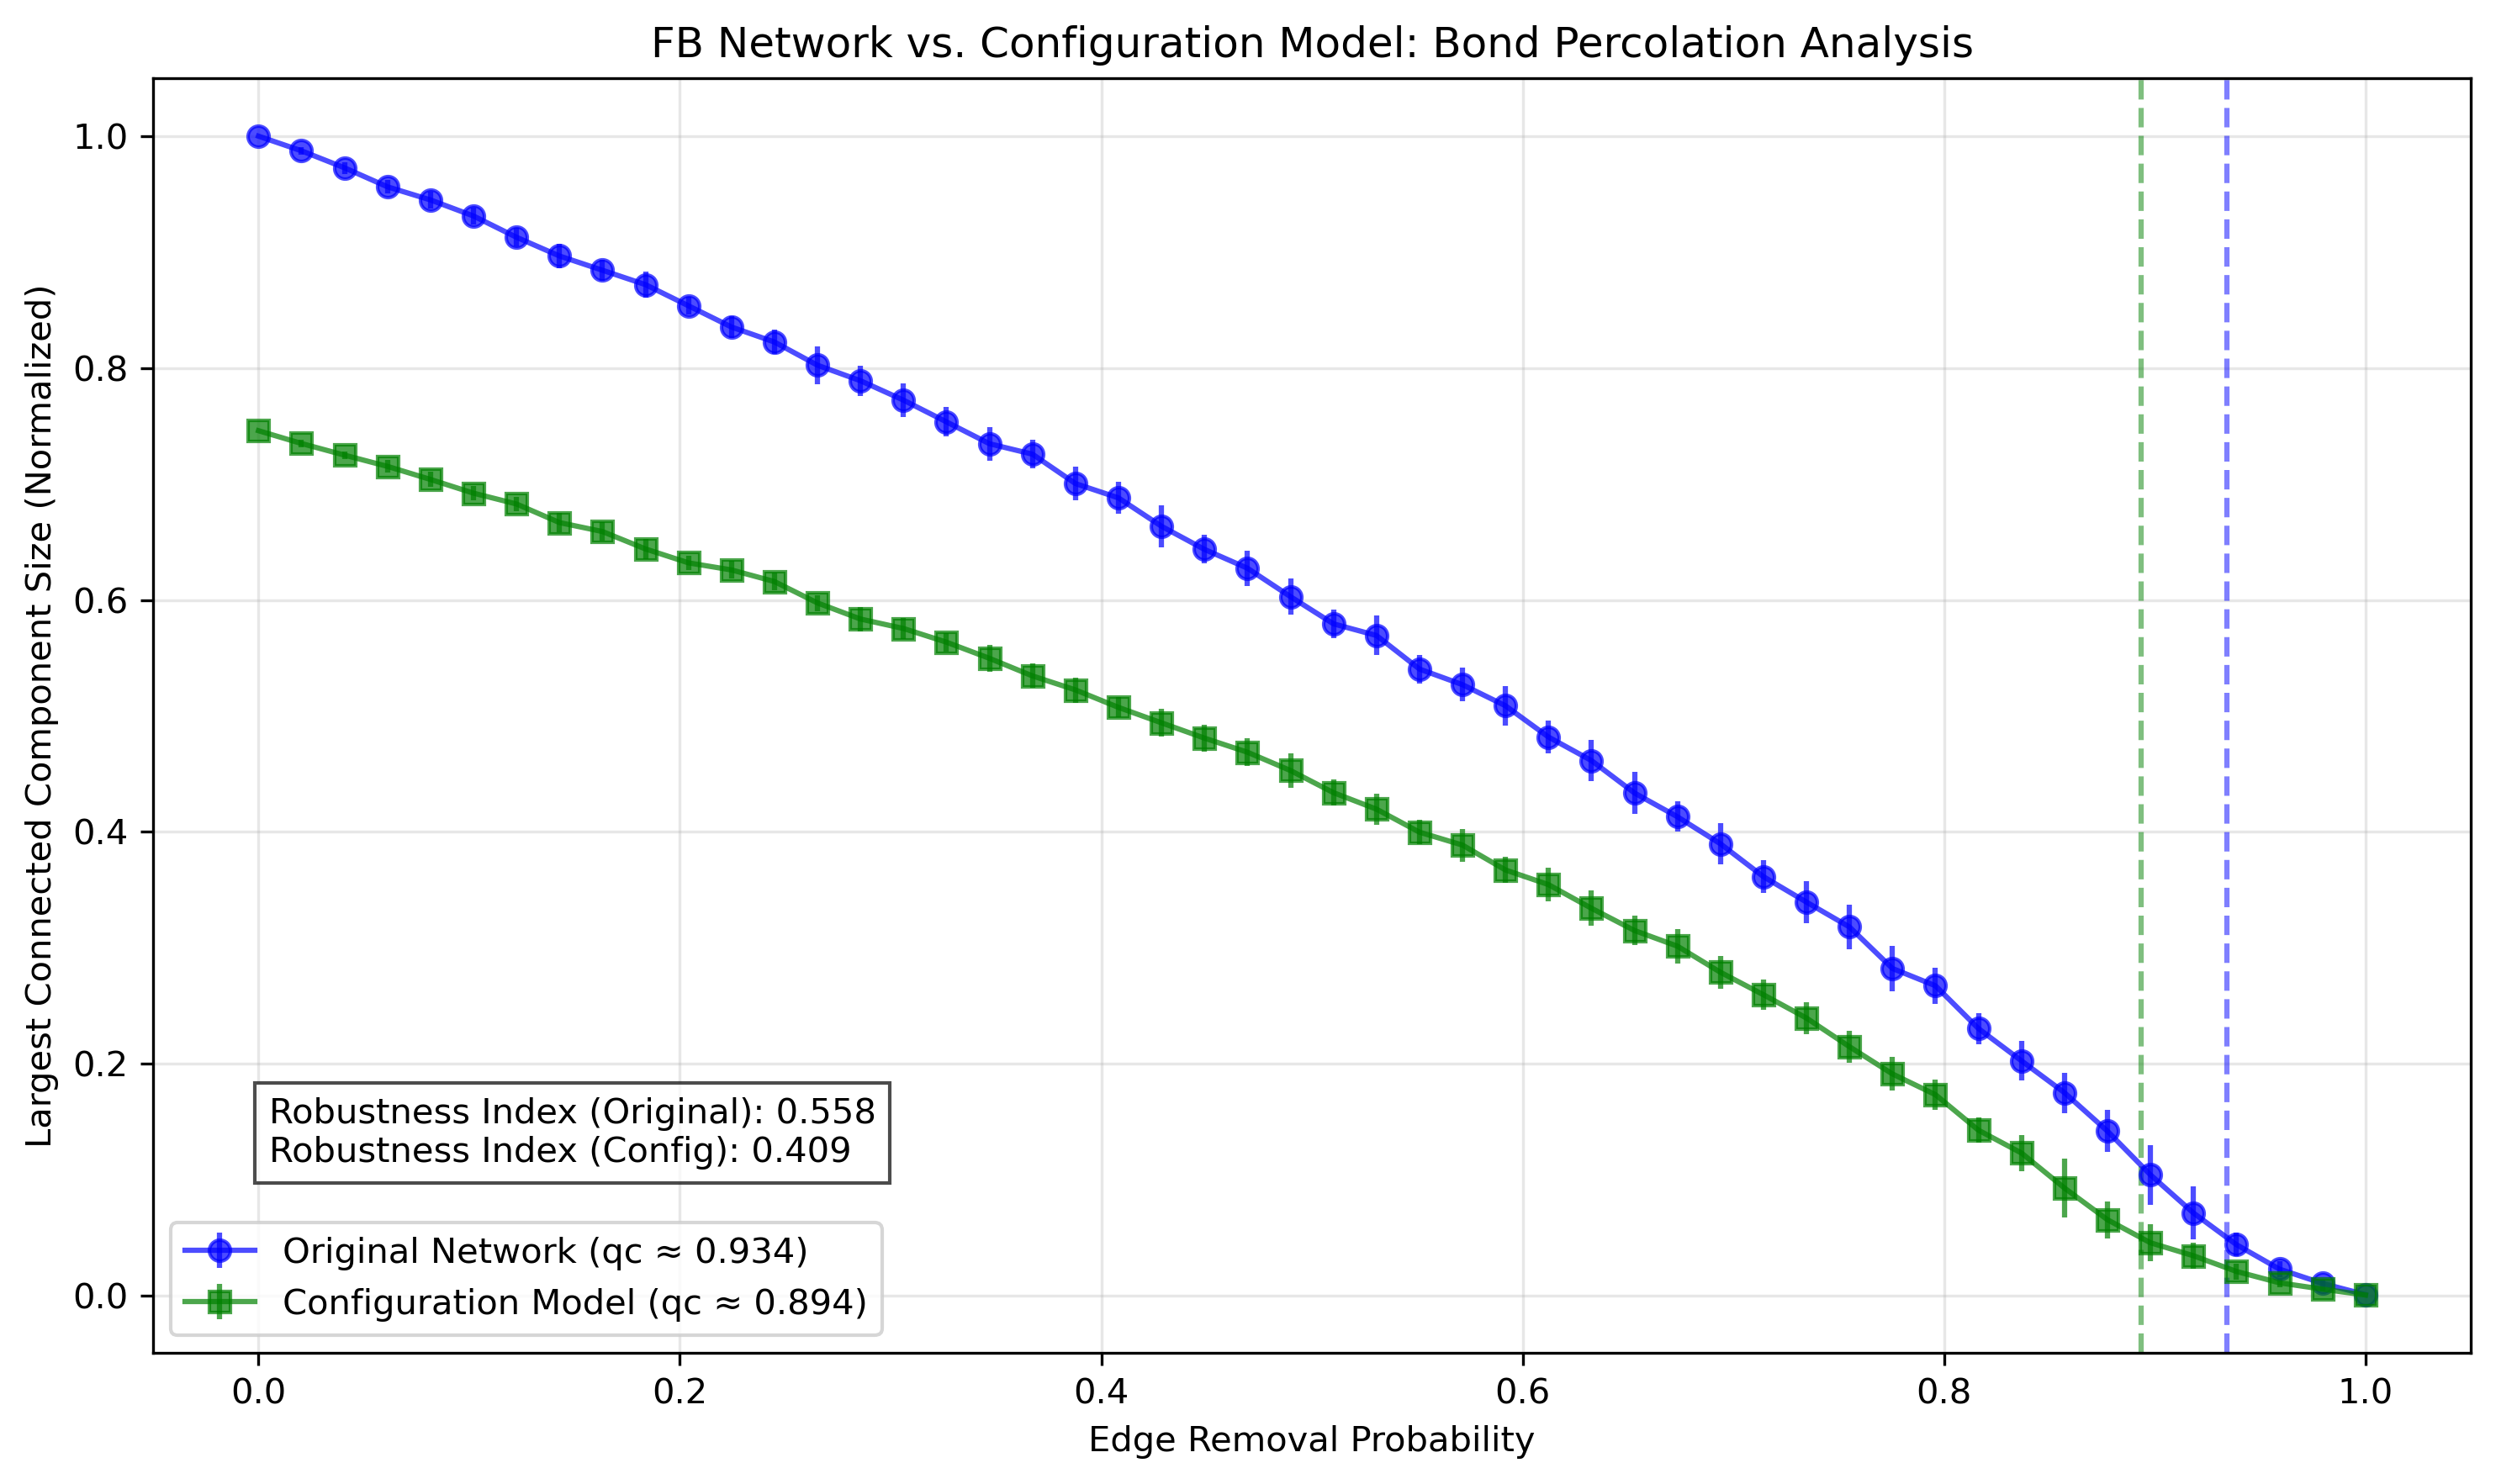 FB Network vs. Configuration Model: Bond Percolation Analysis
Largest Connected Component Size (Normalized)
1.0
0.8
0.6
0.4
0.2
0.0
Robustness Index (Original): 0.558
Robustness Index (Config): 0.409
Original Network (qc ≈ 0.934)
Configuration Model (qc ≈ 0.894)
0.0 0.2 0.4 0.6 0.8 1.0
Edge Removal Probability